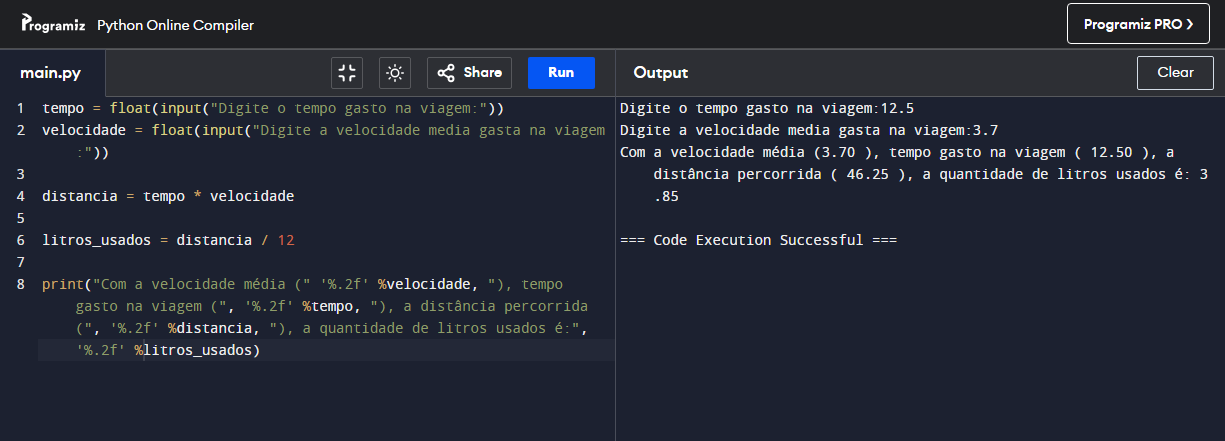 Programiz Python Online Compiler
Programiz PRO >
main.py
Share
Run
Output
Clear
1 tempo = float(input("Digite o tempo gasto na viagem:"))
2 velocidade = float(input("Digite a velocidade media gasta na viagem
:"))
3
4 distancia = tempo * velocidade
5
6 litros_usados = distancia / 12
7
8 print("Com a velocidade média (" '%.2f' %velocidade, "), tempo
gasto na viagem (", '%.2f' %tempo, "), a distância percorrida
(", '%.2f' %distancia, "), a quantidade de litros usados é:",
'%.2f' %litros_usados)
Digite o tempo gasto na viagem:12.5
Digite a velocidade media gasta na viagem:3.7
Com a velocidade média (3.70 ), tempo gasto na viagem ( 12.50 ), a
distância percorrida ( 46.25 ), a quantidade de litros usados é: 3
.85
=== Code Execution Successful ===